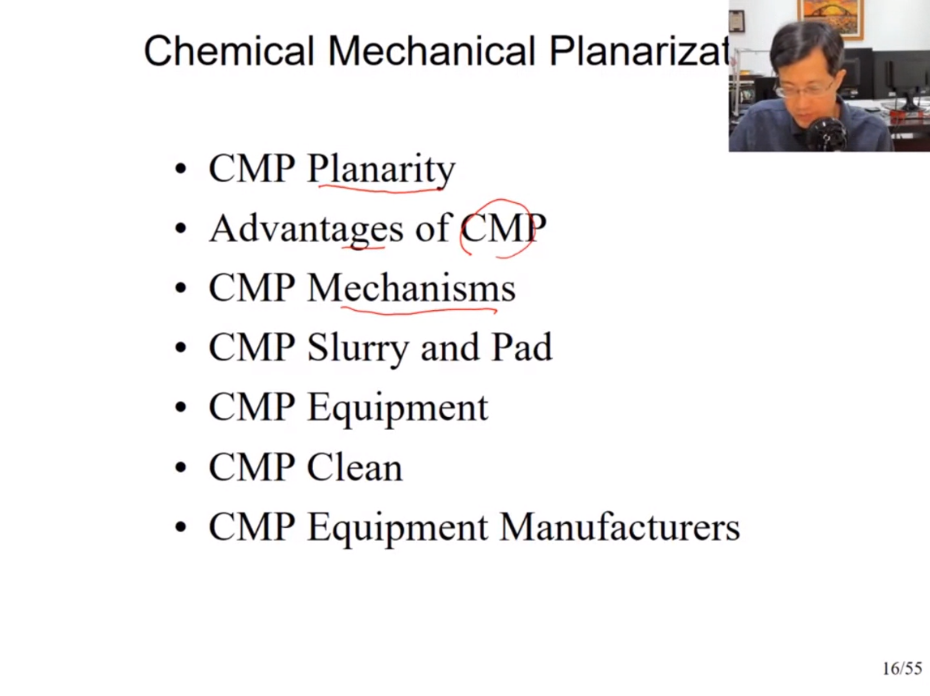 Chemical Mechanical Planarizat
• CMP Planarity
• Advantages of CMP
• CMP Mechanisms
• CMP Slurry and Pad
• CMP Equipment
• CMP Clean
• CMP Equipment Manufacturers
16/55